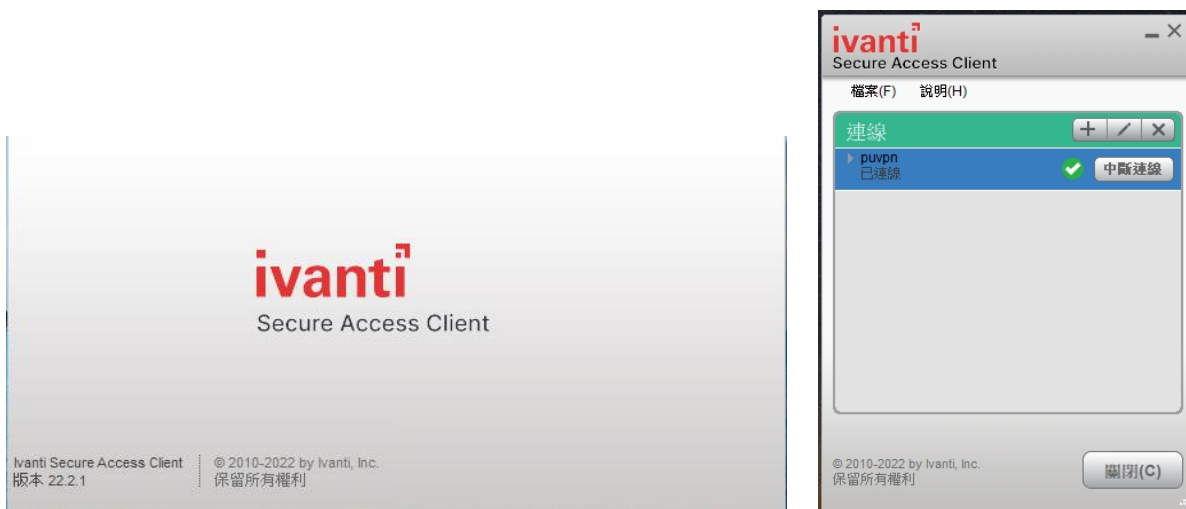 ivanti
Secure Access Client
Ivanti Secure Access Client
版本 22.2.1
© 2010-2022 by Ivanti, Inc.
保留所有權利
ivanti
Secure Access Client
檔案(F) 說明(H)
連線
puvpn
已連線
中斷連線
© 2010-2022 by Ivanti, Inc.
保留所有權利
關閉(C)